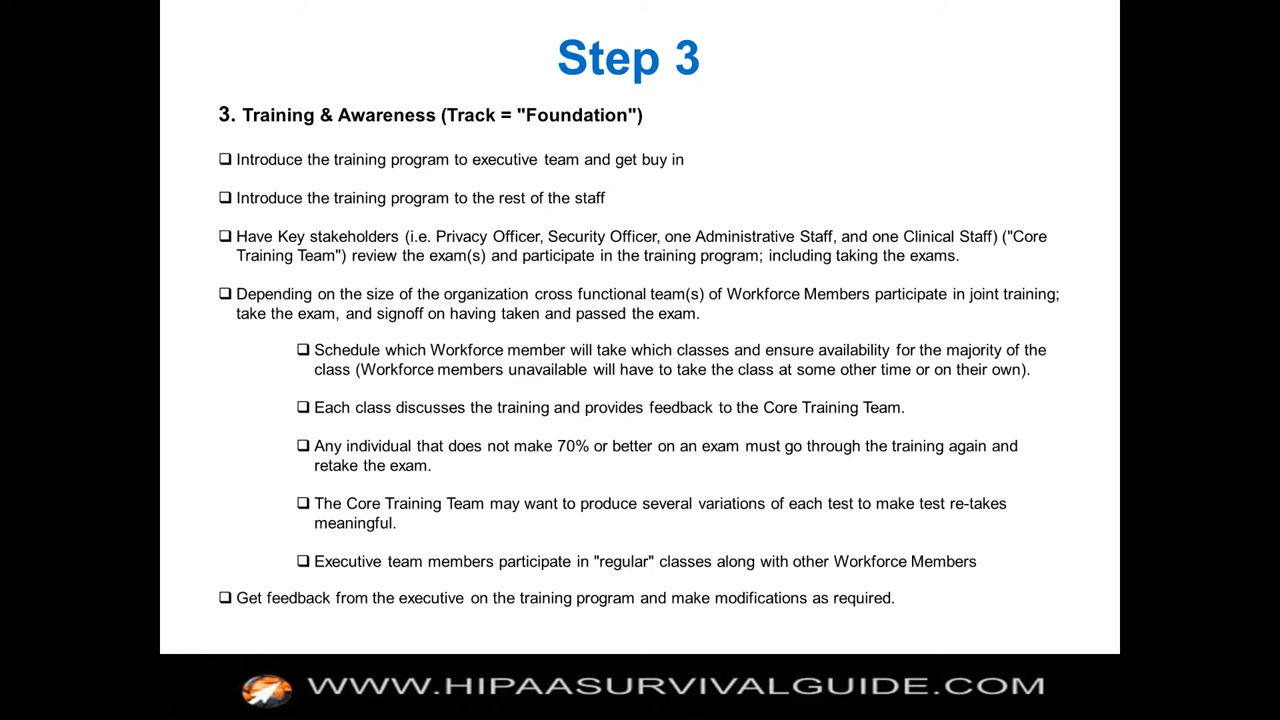 Step 3
3. Training & Awareness (Track = "Foundation")
❑ Introduce the training program to executive team and get buy in
❑ Introduce the training program to the rest of the staff
❑ Have Key stakeholders (i.e. Privacy Officer, Security Officer, one Administrative Staff, and one Clinical Staff) ("Core
Training Team") review the exam(s) and participate in the training program; including taking the exams.
❑ Depending on the size of the organization cross functional team(s) of Workforce Members participate in joint training;
take the exam, and signoff on having taken and passed the exam.
❑ Schedule which Workforce member will take which classes and ensure availability for the majority of the
class (Workforce members unavailable will have to take the class at some other time or on their own).
❑ Each class discusses the training and provides feedback to the Core Training Team.
❑ Any individual that does not make 70% or better on an exam must go through the training again and
retake the exam.
❑ The Core Training Team may want to produce several variations of each test to make test re-takes
meaningful.
❑ Executive team members participate in "regular" classes along with other Workforce Members
❑ Get feedback from the executive on the training program and make modifications as required.
WWW.HIPAASURVIVALGUIDE.COM